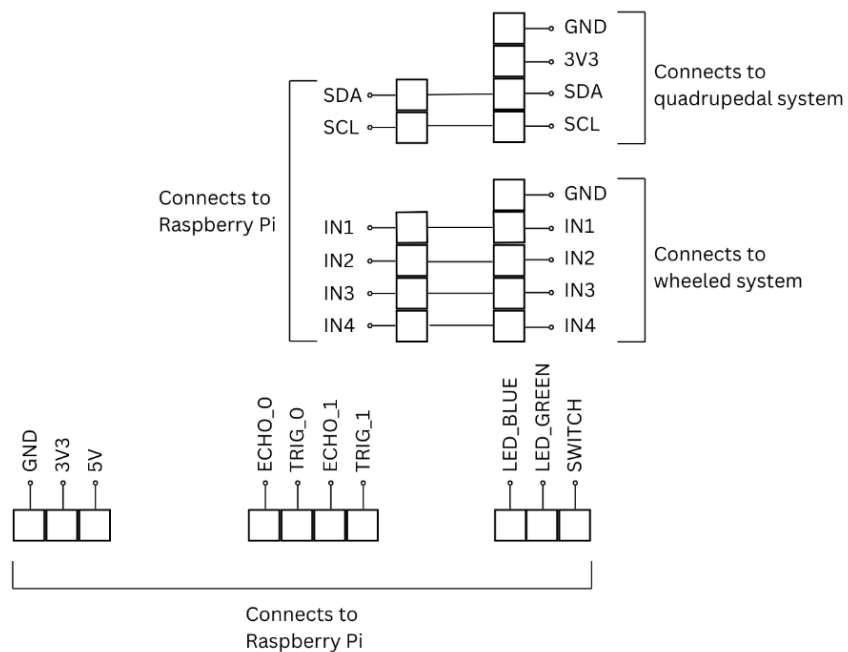 GND
3V3
SDA
SCL
Connects to
quadrupedal system
SDA
SCL
Connects to
Raspberry Pi
IN1
IN2
IN3
IN4
GND
IN1
IN2
IN3
IN4
Connects to
wheeled system
GND
3V3
5V
ECHO_0
TRIG_0
ECHO_1
TRIG_1
LED_BLUE
LED_GREEN
SWITCH
Connects to
Raspberry Pi